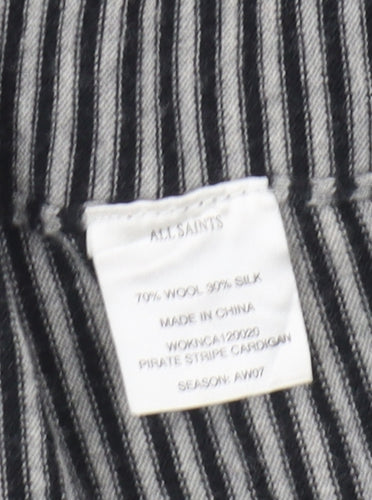 ALL SAINTS
70% WOOL 30% SILK
MADE IN CHINA
WOKNCA120020
PIRATE STRIPE CARDIGAN
SEASON: AW07